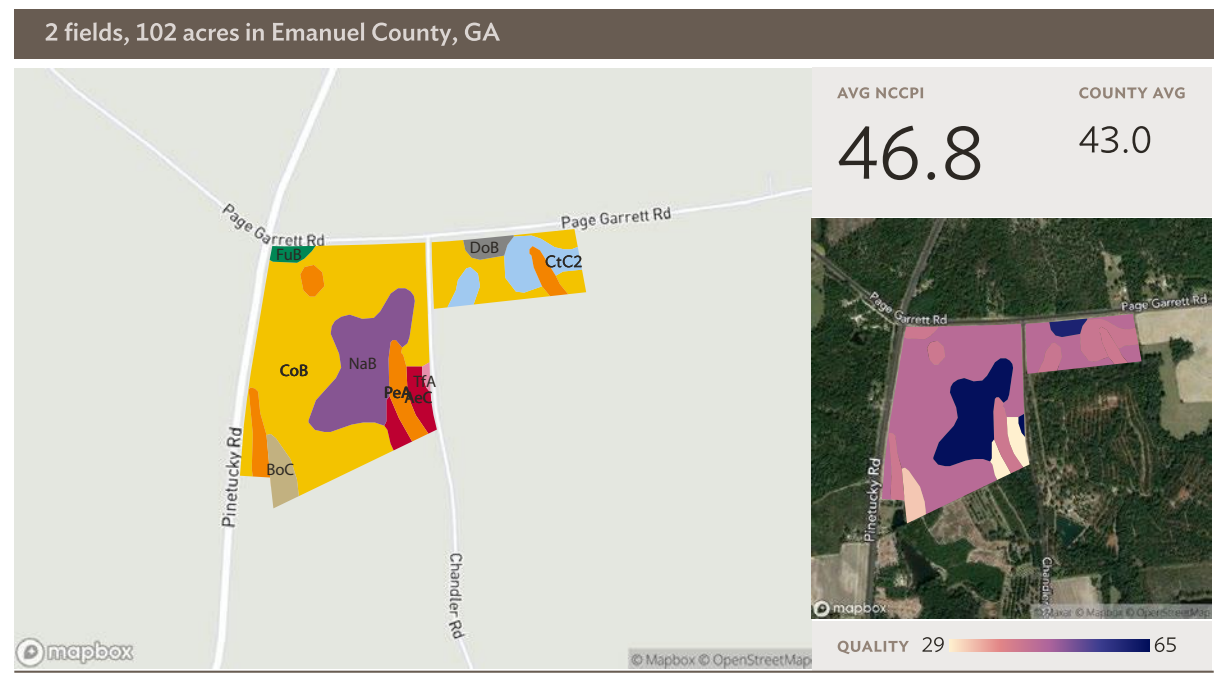 2 fields, 102 acres in Emanuel County, GA
AVG NCCPI
COUNTY AVG
46.8
43.0
Page Garrett Rd
Page Garrett Rd
FuB
DoB
CtC2
CoB
NaB
TfA
PeA
AeC
BoC
Pinetucky Rd
Chandler Rd
mapbox
© Mapbox © OpenStreetMap
Page Garrett Rd
Page Garrett Rd
Pinetucky Rd
Chandler
mapbox
© Maxar © Mapbox © OpenStreetMap
QUALITY 29 65